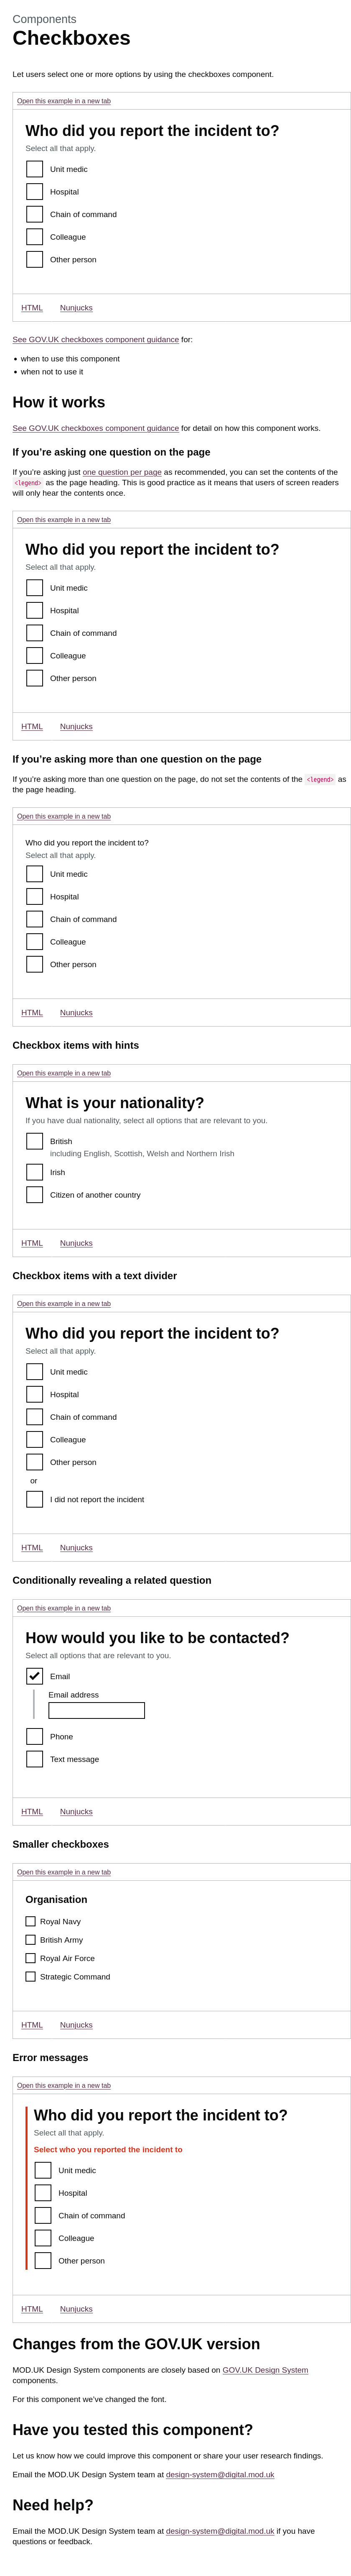 Components
Checkboxes
Let users select one or more options by using the checkboxes component.
Open this example in a new tab
Who did you report the incident to?
Select all that apply.
Unit medic
Hospital
Chain of command
Colleague
Other person
HTML Nunjucks
See GOV.UK checkboxes component guidance for:
• when to use this component
• when not to use it
How it works
See GOV.UK checkboxes component guidance for detail on how this component works.
If you’re asking one question on the page
If you’re asking just one question per page as recommended, you can set the contents of the
<legend> as the page heading. This is good practice as it means that users of screen readers
will only hear the contents once.
Open this example in a new tab
Who did you report the incident to?
Select all that apply.
Unit medic
Hospital
Chain of command
Colleague
Other person
HTML Nunjucks
If you’re asking more than one question on the page
If you’re asking more than one question on the page, do not set the contents of the <legend> as
the page heading.
Open this example in a new tab
Who did you report the incident to?
Select all that apply.
Unit medic
Hospital
Chain of command
Colleague
Other person
HTML Nunjucks
Checkbox items with hints
Open this example in a new tab
What is your nationality?
If you have dual nationality, select all options that are relevant to you.
British
including English, Scottish, Welsh and Northern Irish
Irish
Citizen of another country
HTML Nunjucks
Checkbox items with a text divider
Open this example in a new tab
Who did you report the incident to?
Select all that apply.
Unit medic
Hospital
Chain of command
Colleague
Other person
or
I did not report the incident
HTML Nunjucks
Conditionally revealing a related question
Open this example in a new tab
How would you like to be contacted?
Select all options that are relevant to you.
Email
Email address
Phone
Text message
HTML Nunjucks
Smaller checkboxes
Open this example in a new tab
Organisation
Royal Navy
British Army
Royal Air Force
Strategic Command
HTML Nunjucks
Error messages
Open this example in a new tab
Who did you report the incident to?
Select all that apply.
Select who you reported the incident to
Unit medic
Hospital
Chain of command
Colleague
Other person
HTML Nunjucks
Changes from the GOV.UK version
MOD.UK Design System components are closely based on GOV.UK Design System
components.
For this component we’ve changed the font.
Have you tested this component?
Let us know how we could improve this component or share your user research findings.
Email the MOD.UK Design System team at design-system@digital.mod.uk
Need help?
Email the MOD.UK Design System team at design-system@digital.mod.uk if you have
questions or feedback.